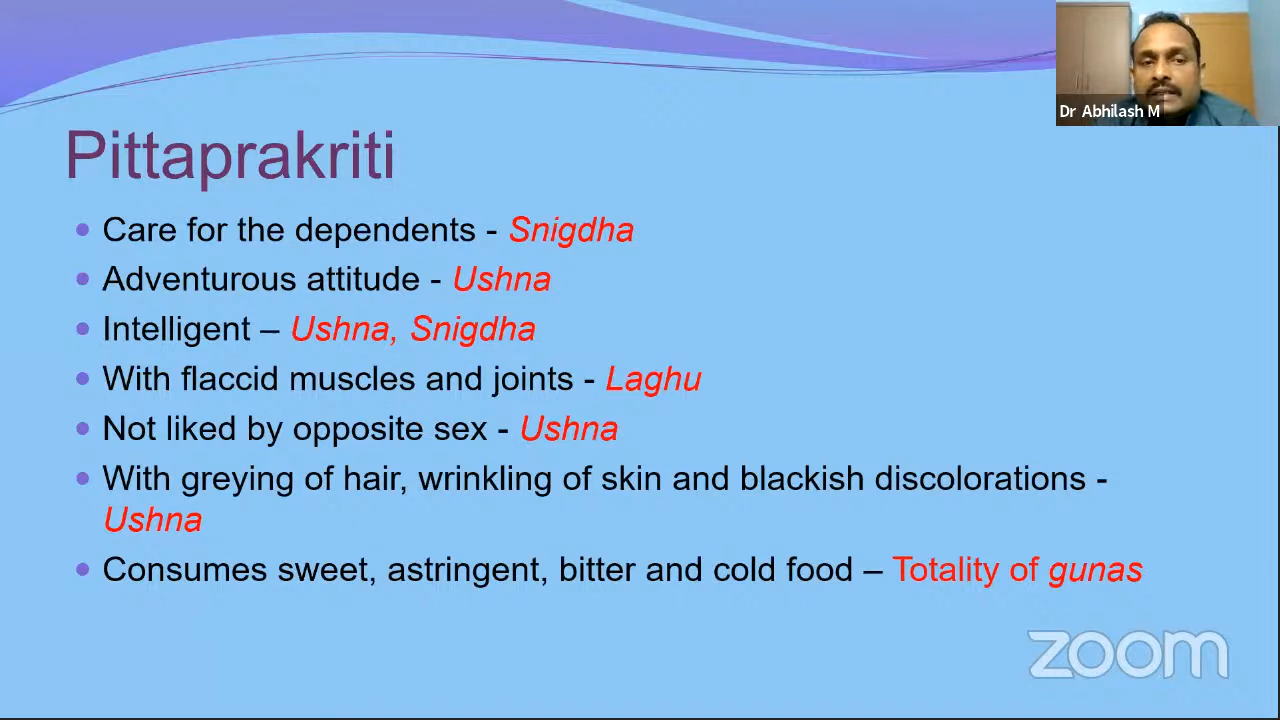 Dr Abhilash M
Pittaprakriti
Care for the dependents - Snigdha
Adventurous attitude - Ushna
Intelligent – Ushna, Snigdha
With flaccid muscles and joints - Laghu
Not liked by opposite sex - Ushna
With greying of hair, wrinkling of skin and blackish discolorations -
Ushna
Consumes sweet, astringent, bitter and cold food – Totality of gunas
zoom